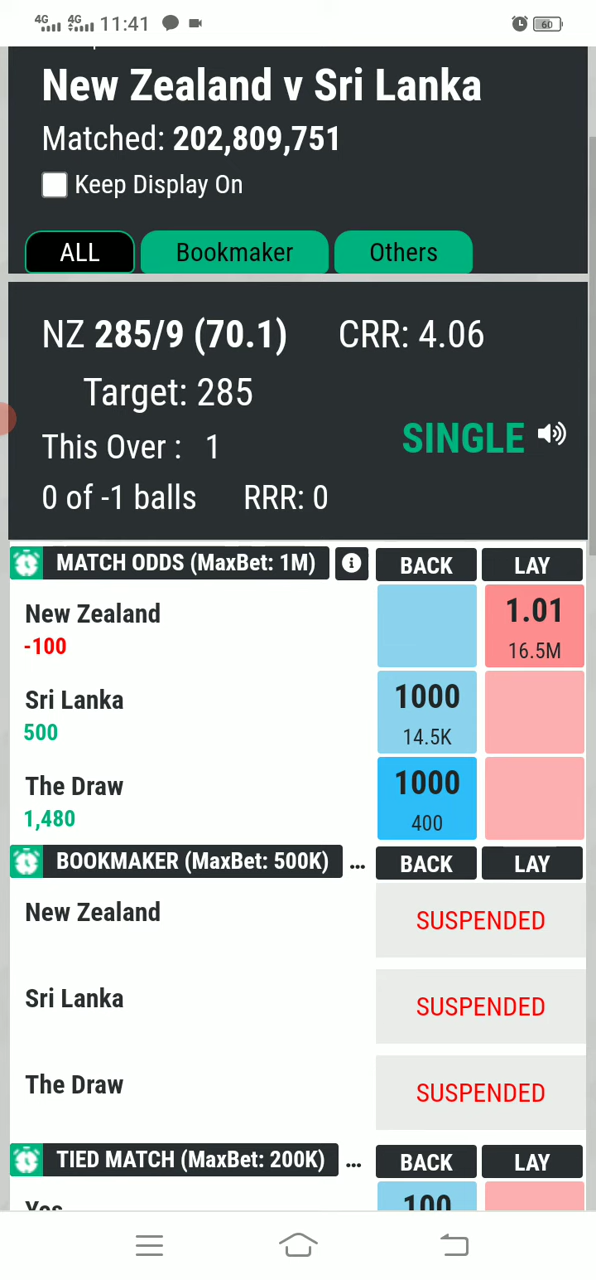 4G 4G 11:41 60
New Zealand v Sri Lanka
Matched: 202,809,751
Keep Display On
ALL Bookmaker Others
NZ 285/9 (70.1) CRR: 4.06
Target: 285
SINGLE
This Over : 1
0 of -1 balls RRR: 0
MATCH ODDS (MaxBet: 1M) BACK LAY
New Zealand 1.01
-100 16.5M
Sri Lanka 1000
500 14.5K
The Draw 1000
1,480 400
BOOKMAKER (MaxBet: 500K) ... BACK LAY
New Zealand SUSPENDED
Sri Lanka SUSPENDED
The Draw SUSPENDED
TIED MATCH (MaxBet: 200K) ... BACK LAY
Yes 100